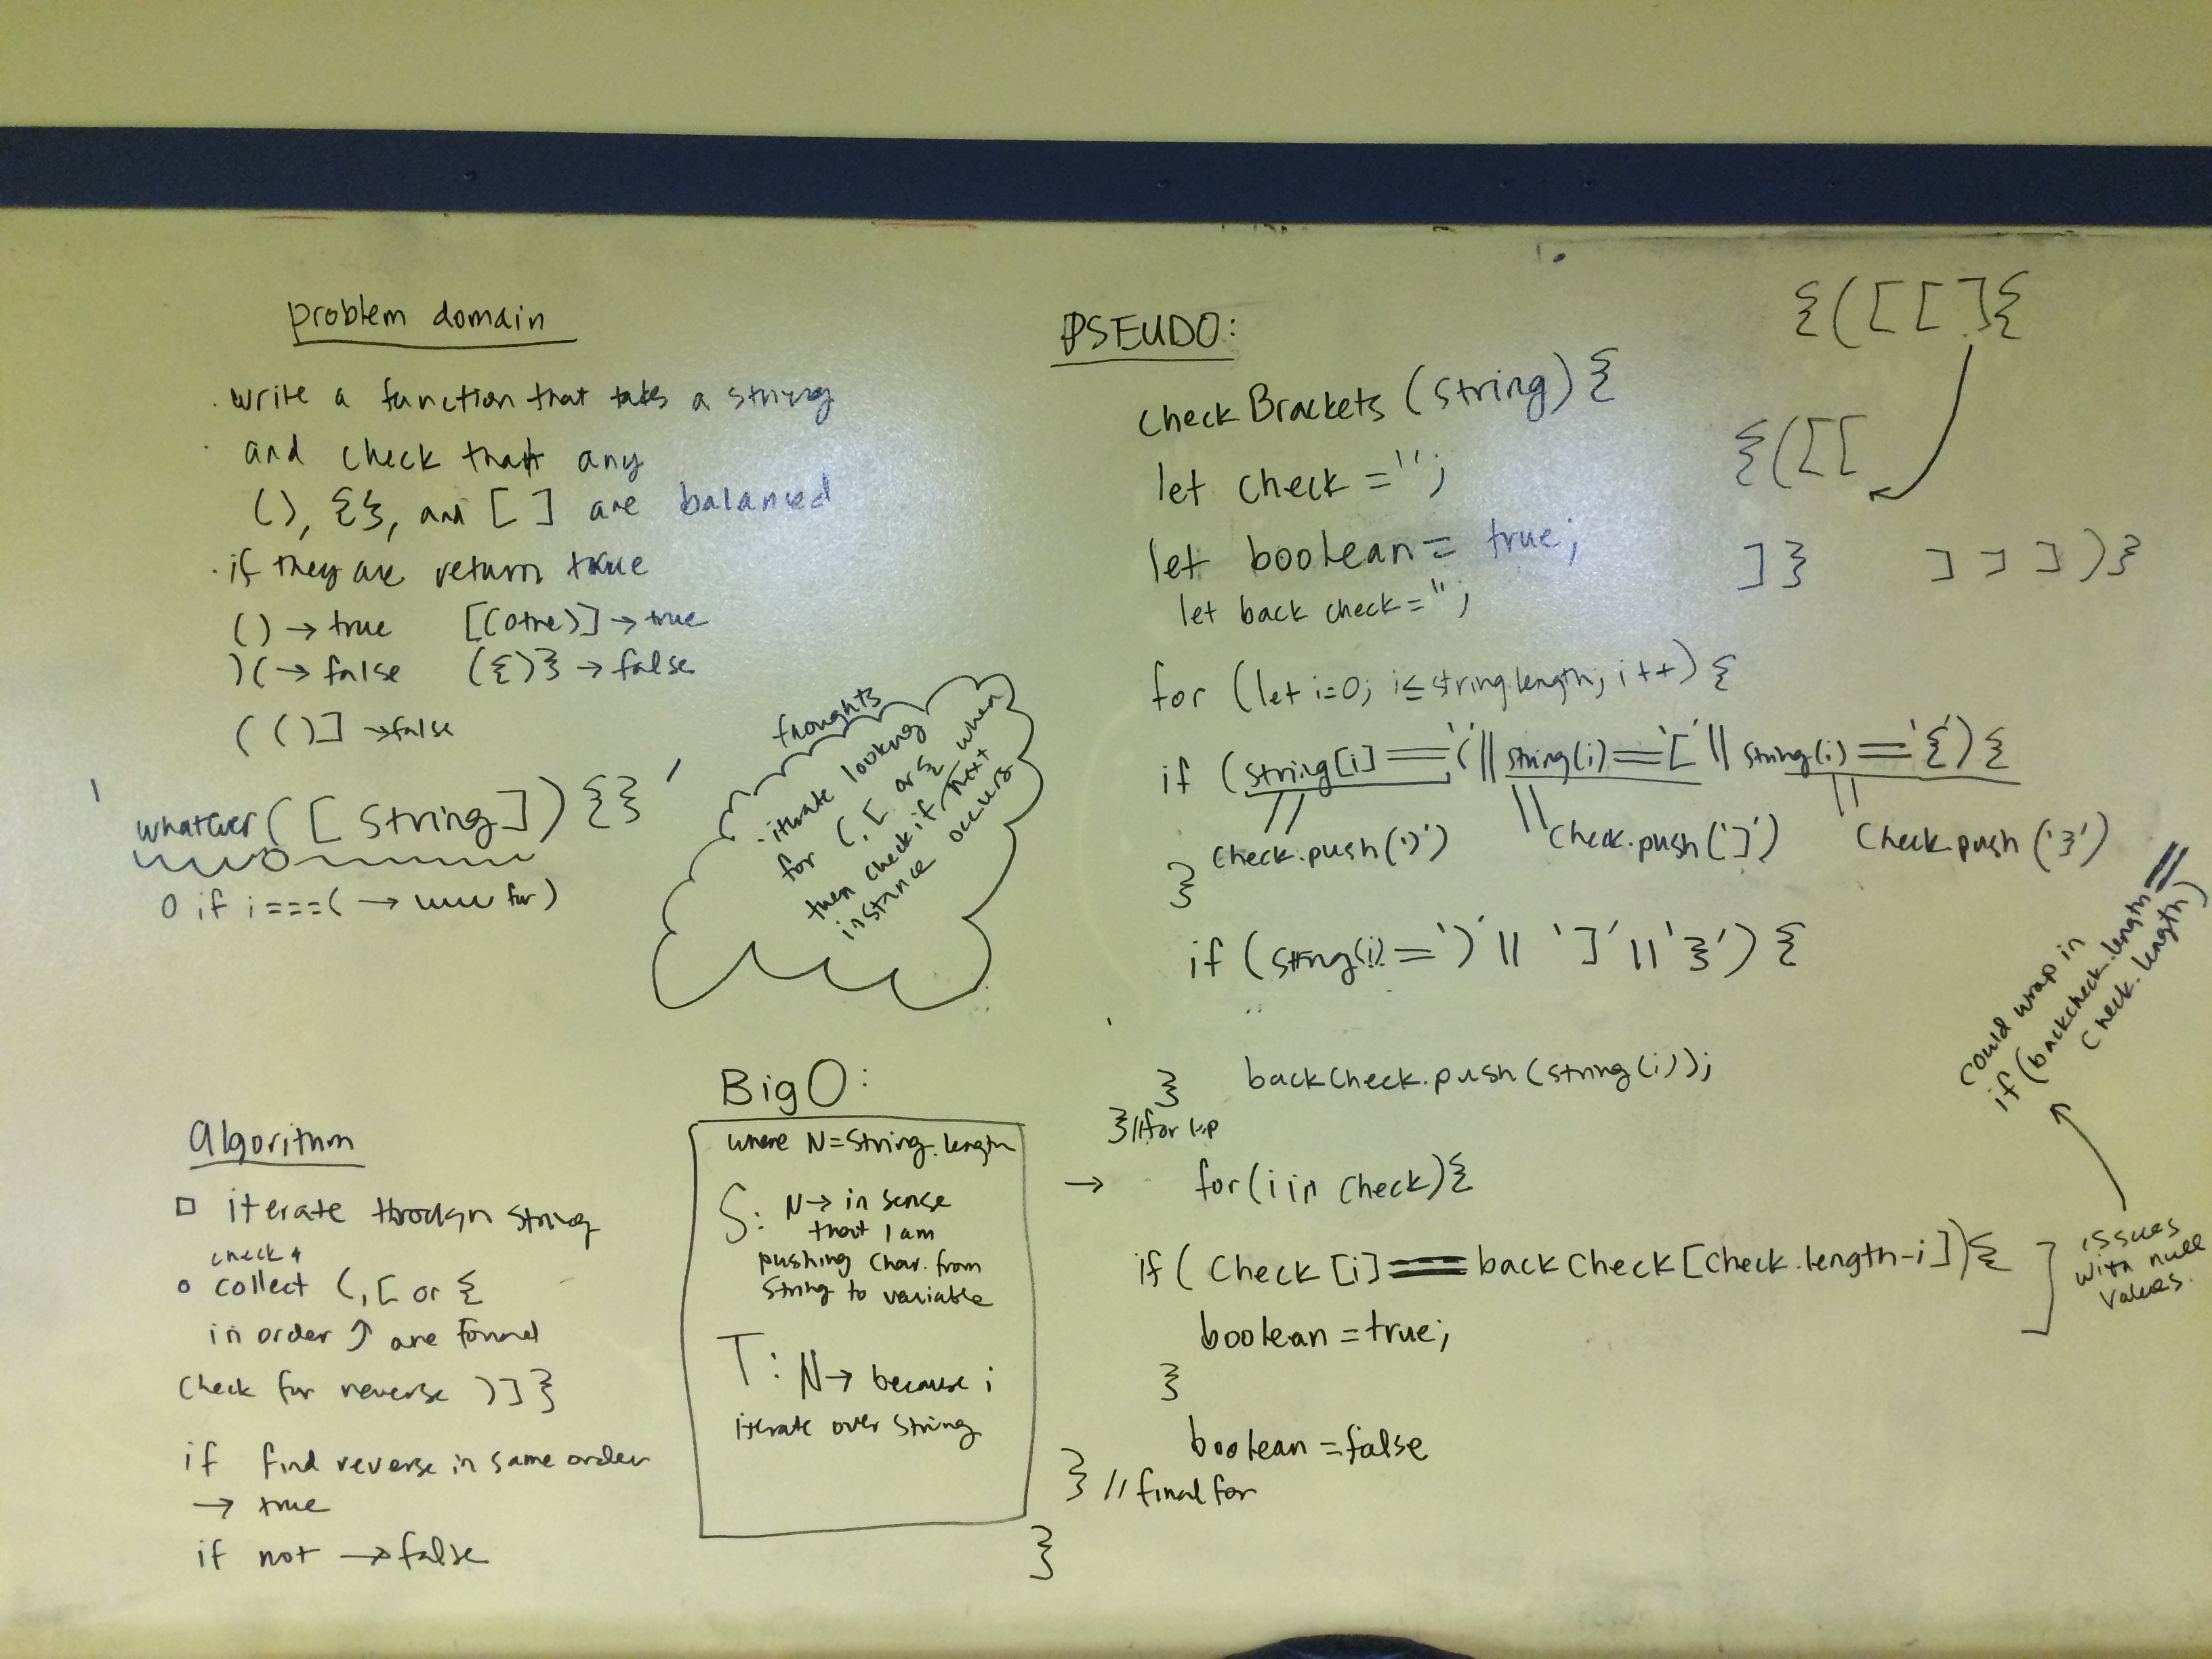 problem domain
. write a function that takes a string
. and check that any
(), {}, and [ ] are balanced
. if they are return true
() → true [(otne)] → true
)( → false ({)} → false
( ()] → false
' whatever ( [ string ] ) {} '
0 if i === ( → for )
thoughts
. iterate looking
for (, [ or { when
then check if next
instance occurs
Algorithm
□ iterate through string
check &
o collect (, [ or {
in order ↑ are found
check for reverse ) ] }
if find reverse in same order
→ true
if not → false
Big O:
where N = String.length
S: N → in sense
that I am
pushing char. from
string to variable
T: N → because i
iterate over string
PSEUDO:
check Brackets (string) {
let check = '';
let boolean = true;
let back check = '';
for (let i=0; i ≤ string.length; i++) {
if (string[i] === '(' || string(i) == '[' || string(i) == '{') {
check.push(')') check.push(']') check.push('}')
}
if (string(i) = ')' || ']' || '}') {
} backCheck.push(string(i));
} // for lup
→ for(i in check){
if ( check [i] === back check [check.length-i]) {
boolean = true;
}
boolean = false
} // final for
}
{( [ [ ] {
{( [ [
] } ] ] ] ) }
could wrap in
if (backcheck.length ==
check.length)
issues
with null
values.